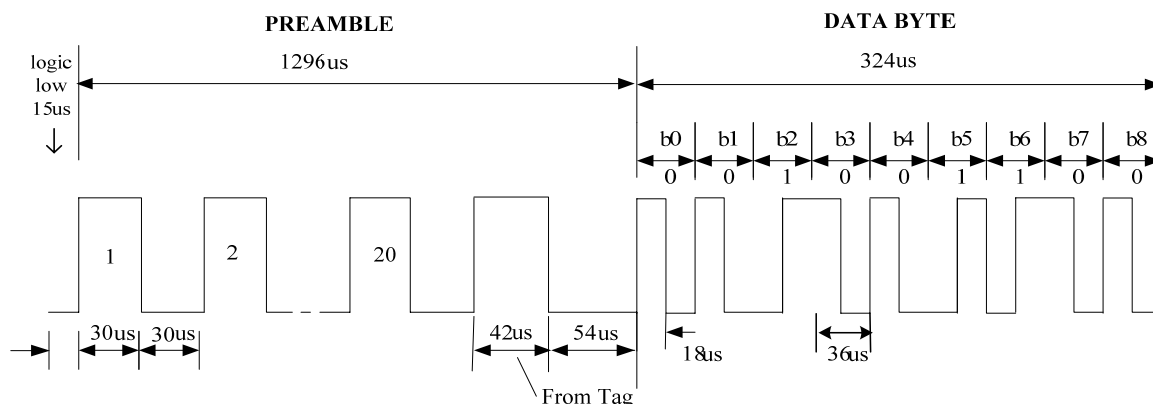 PREAMBLE
DATA BYTE
logic
low
15us
1296us
324us
b0 b1 b2 b3 b4 b5 b6 b7 b8
0 0 1 0 0 1 1 0 0
1 2 20
30us 30us 42us 54us 18us 36us
From Tag